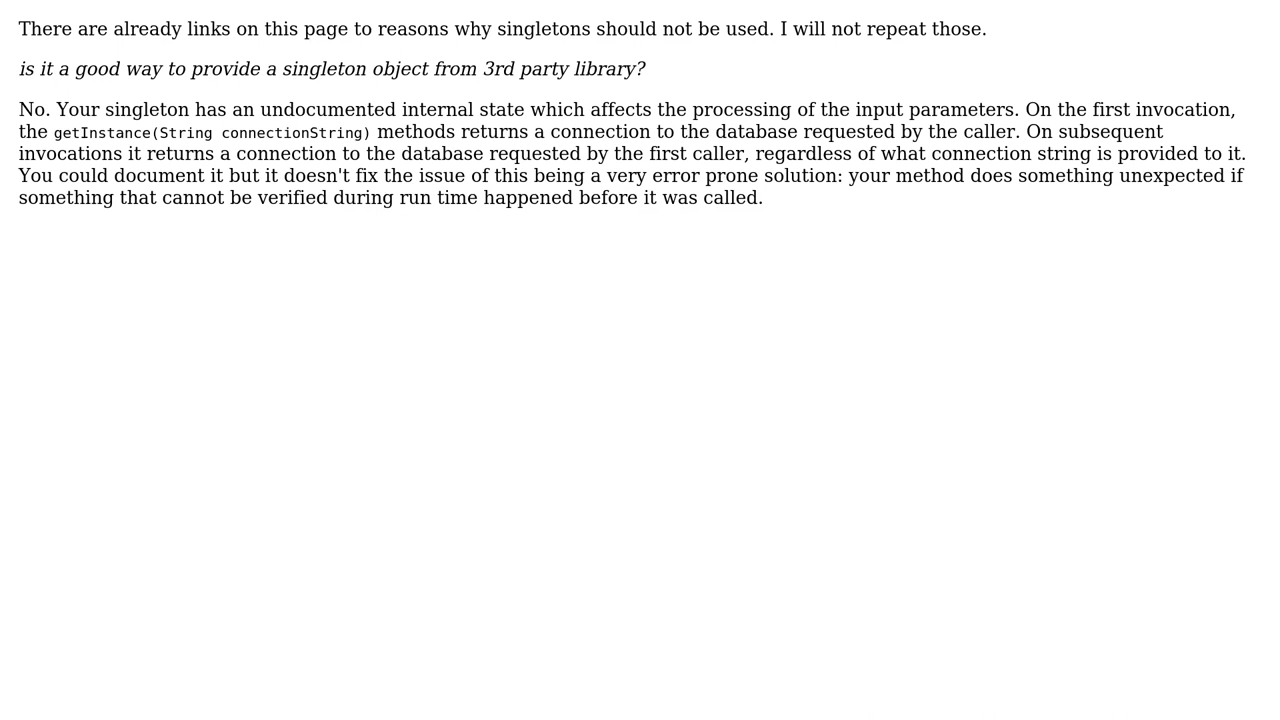 There are already links on this page to reasons why singletons should not be used. I will not repeat those.
is it a good way to provide a singleton object from 3rd party library?
No. Your singleton has an undocumented internal state which affects the processing of the input parameters. On the first invocation,
the getInstance(String connectionString) methods returns a connection to the database requested by the caller. On subsequent
invocations it returns a connection to the database requested by the first caller, regardless of what connection string is provided to it.
You could document it but it doesn't fix the issue of this being a very error prone solution: your method does something unexpected if
something that cannot be verified during run time happened before it was called.